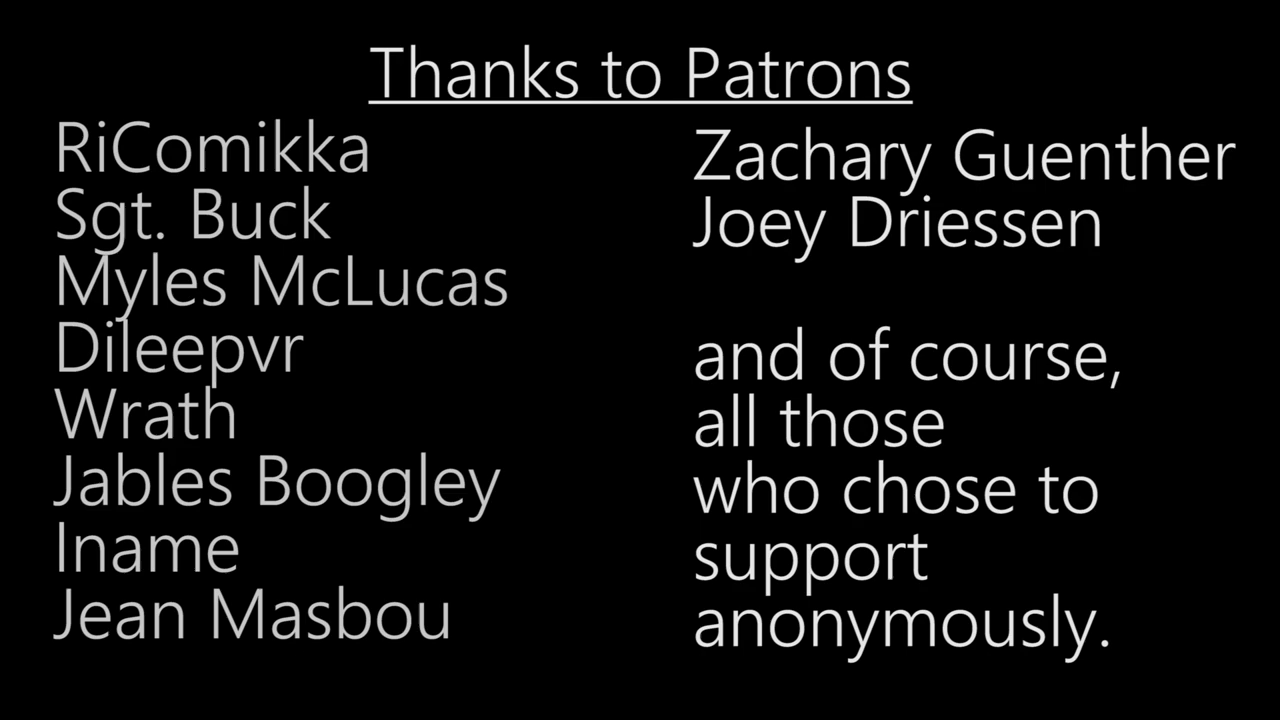 Thanks to Patrons
RiComikka
Sgt. Buck
Myles McLucas
Dileepvr
Wrath
Jables Boogley
Iname
Jean Masbou
Zachary Guenther
Joey Driessen
and of course,
all those
who chose to
support
anonymously.